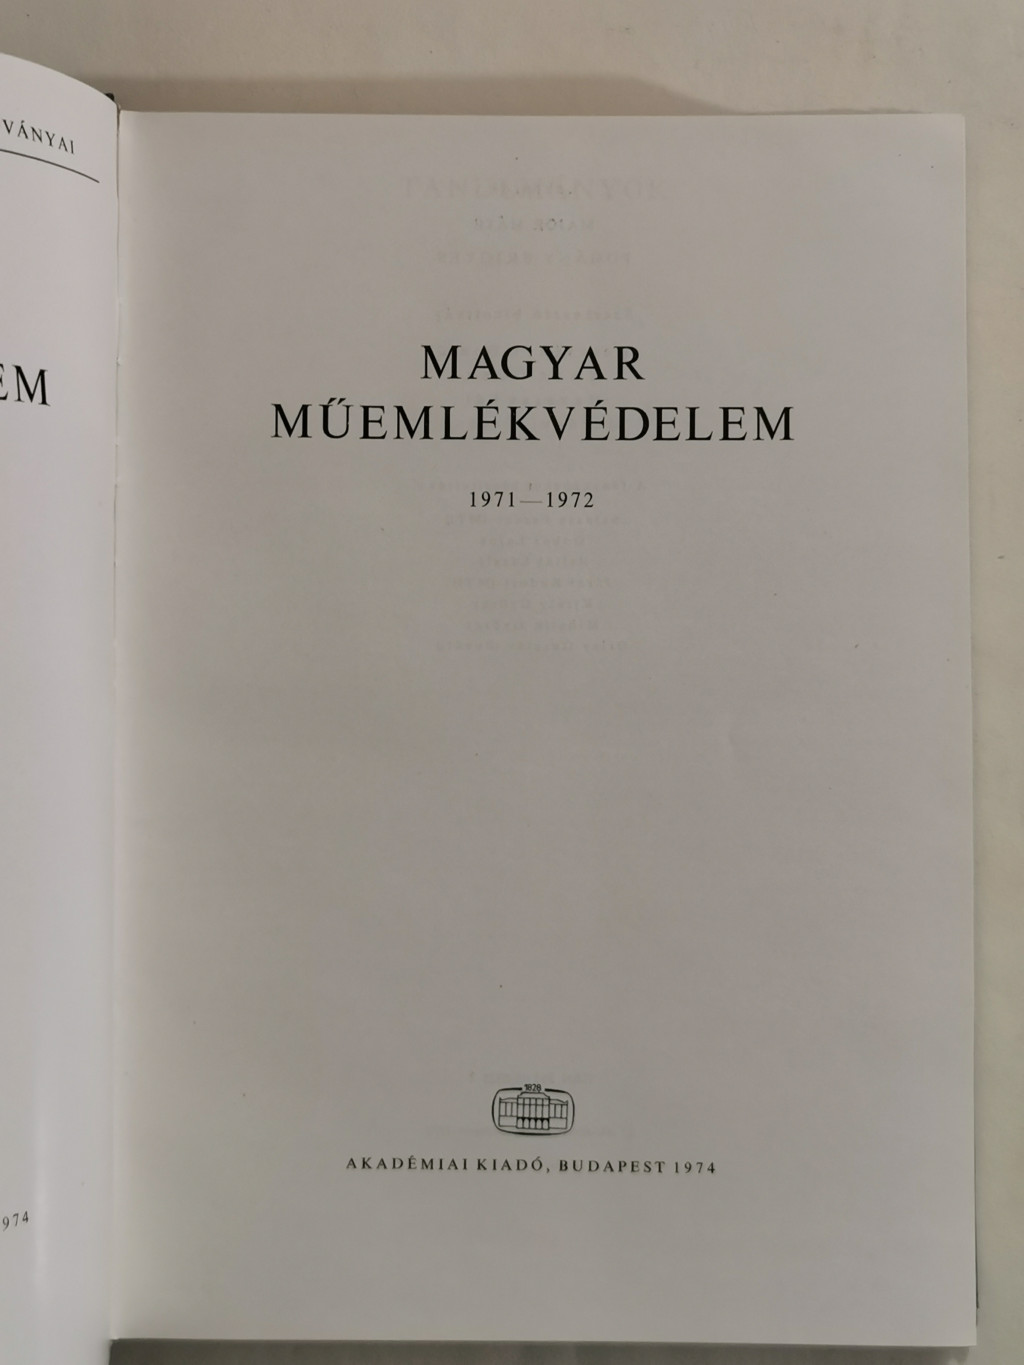 VÁNYAI
EM
974
MAGYAR
MŰEMLÉKVÉDELEM
1971—1972
1828
AKADÉMIAI KIADÓ, BUDAPEST 1974